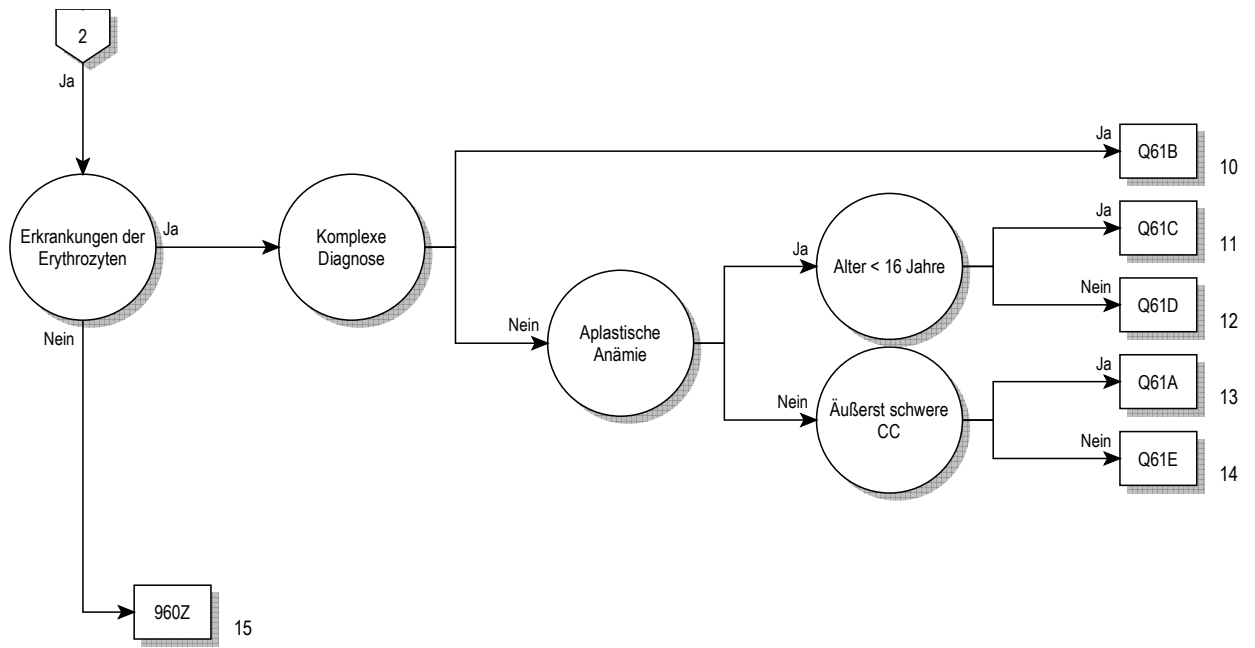 2
Ja
Ja
Q61B
10
Erkrankungen der
Erythrozyten
Ja
Komplexe
Diagnose
Ja
Q61C
11
Ja
Alter < 16 Jahre
Nein
Q61D
12
Nein
Nein
Aplastische
Anämie
Ja
Q61A
13
Nein
Äußerst schwere
CC
Nein
Q61E
14
960Z
15